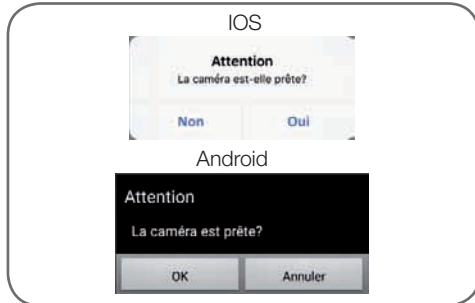 IOS
Attention
La caméra est-elle prête?
Non Oui
Android
Attention
La caméra est prête?
OK Annuler